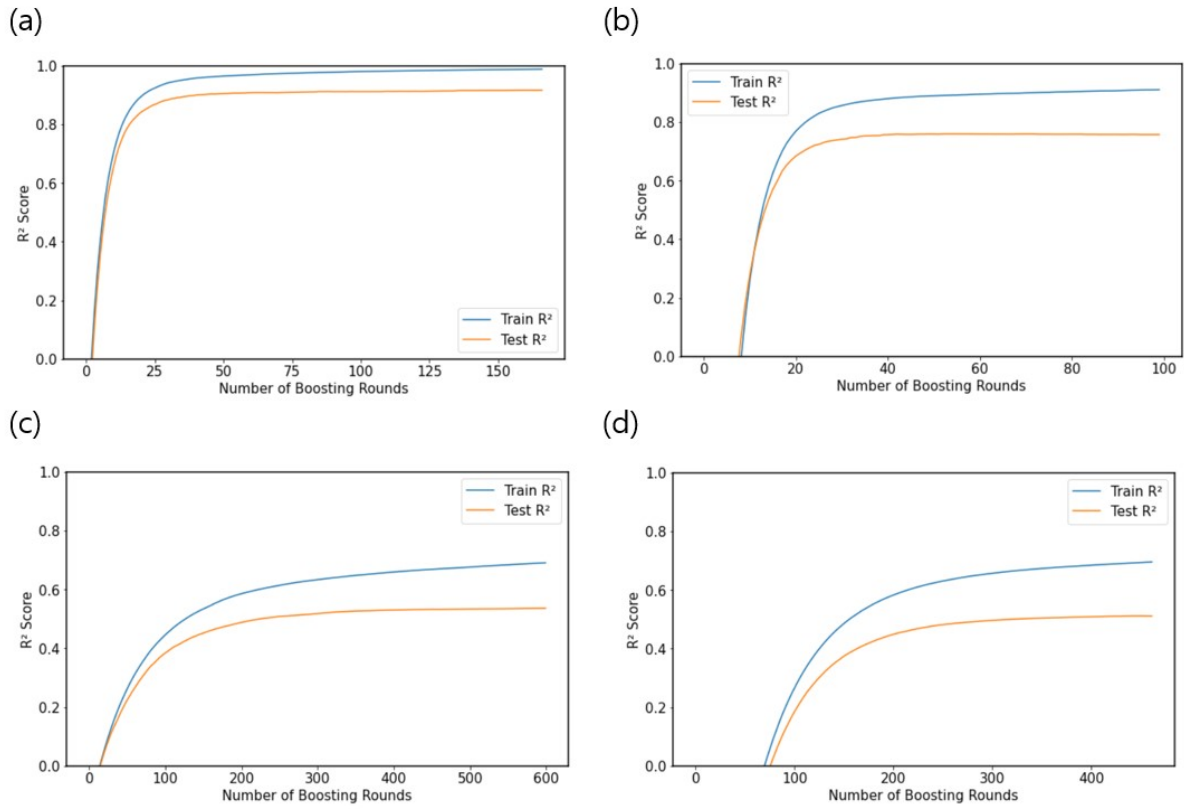 (a)
1.0
0.8
0.6
0.4
0.2
0.0
R² Score
Train R²
Test R²
0 25 50 75 100 125 150
Number of Boosting Rounds
(b)
1.0
0.8
0.6
0.4
0.2
0.0
R² Score
Train R²
Test R²
0 20 40 60 80 100
Number of Boosting Rounds
(c)
1.0
0.8
0.6
0.4
0.2
0.0
R² Score
Train R²
Test R²
0 100 200 300 400 500 600
Number of Boosting Rounds
(d)
1.0
0.8
0.6
0.4
0.2
0.0
R² Score
Train R²
Test R²
0 100 200 300 400
Number of Boosting Rounds